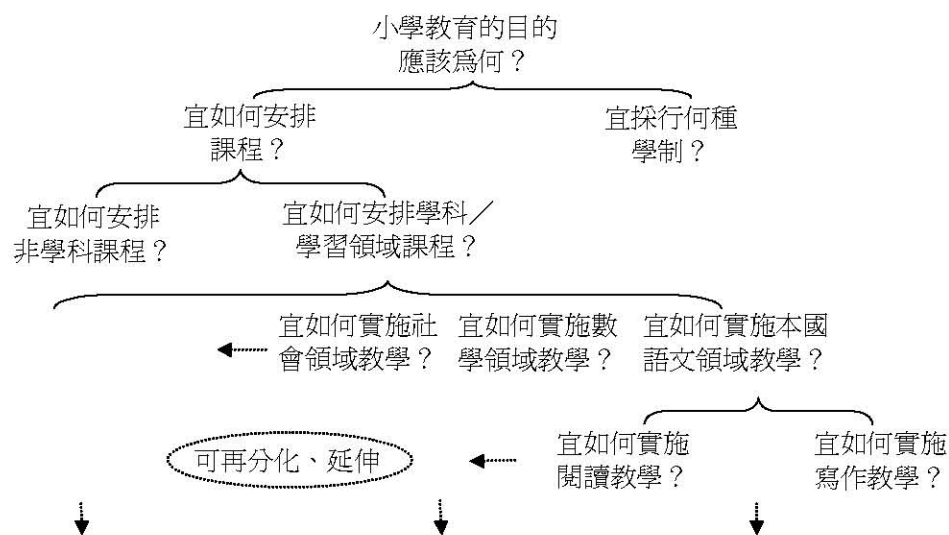 小學教育的目的
應該爲何？
宜如何安排
課程？
宜採行何種
學制？
宜如何安排
非學科課程？
宜如何安排學科／
學習領域課程？
宜如何實施社
會領域教學？
宜如何實施數
學領域教學？
宜如何實施本國
語文領域教學？
可再分化、延伸
宜如何實施
閱讀教學？
宜如何實施
寫作教學？